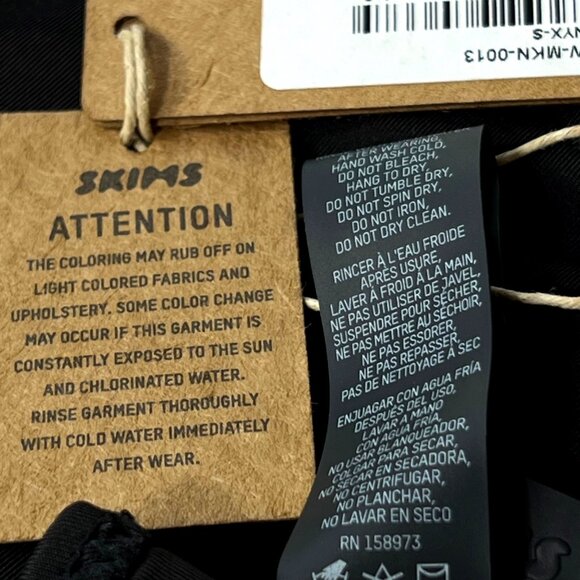 W-MKN-0013
NYX-S
SKIMS
ATTENTION
THE COLORING MAY RUB OFF ON
LIGHT COLORED FABRICS AND
UPHOLSTERY. SOME COLOR CHANGE
MAY OCCUR IF THIS GARMENT IS
CONSTANTLY EXPOSED TO THE SUN
AND CHLORINATED WATER.
RINSE GARMENT THOROUGHLY
WITH COLD WATER IMMEDIATELY
AFTER WEAR.
AFTER WEARING,
HAND WASH COLD.
DO NOT BLEACH,
HANG TO DRY,
DO NOT TUMBLE DRY,
DO NOT SPIN DRY,
DO NOT IRON,
DO NOT DRY CLEAN.
RINCER À L'EAU FROIDE
APRÈS USURE,
LAVER À FROID À LA MAIN,
NE PAS UTILISER DE JAVEL,
SUSPENDRE POUR SÉCHER,
NE PAS METTRE AU SÉCHOIR,
NE PAS ESSORER,
NE PAS REPASSER,
PAS DE NETTOYAGE À SEC
ENJUAGAR CON AGUA FRÍA
DESPUÉS DEL USO,
LAVAR A MANO
CON AGUA FRÍA,
NO USAR BLANQUEADOR,
COLGAR PARA SECAR,
NO SECAR EN SECADORA,
NO CENTRIFUGAR,
NO PLANCHAR,
NO LAVAR EN SECO
RN 158973